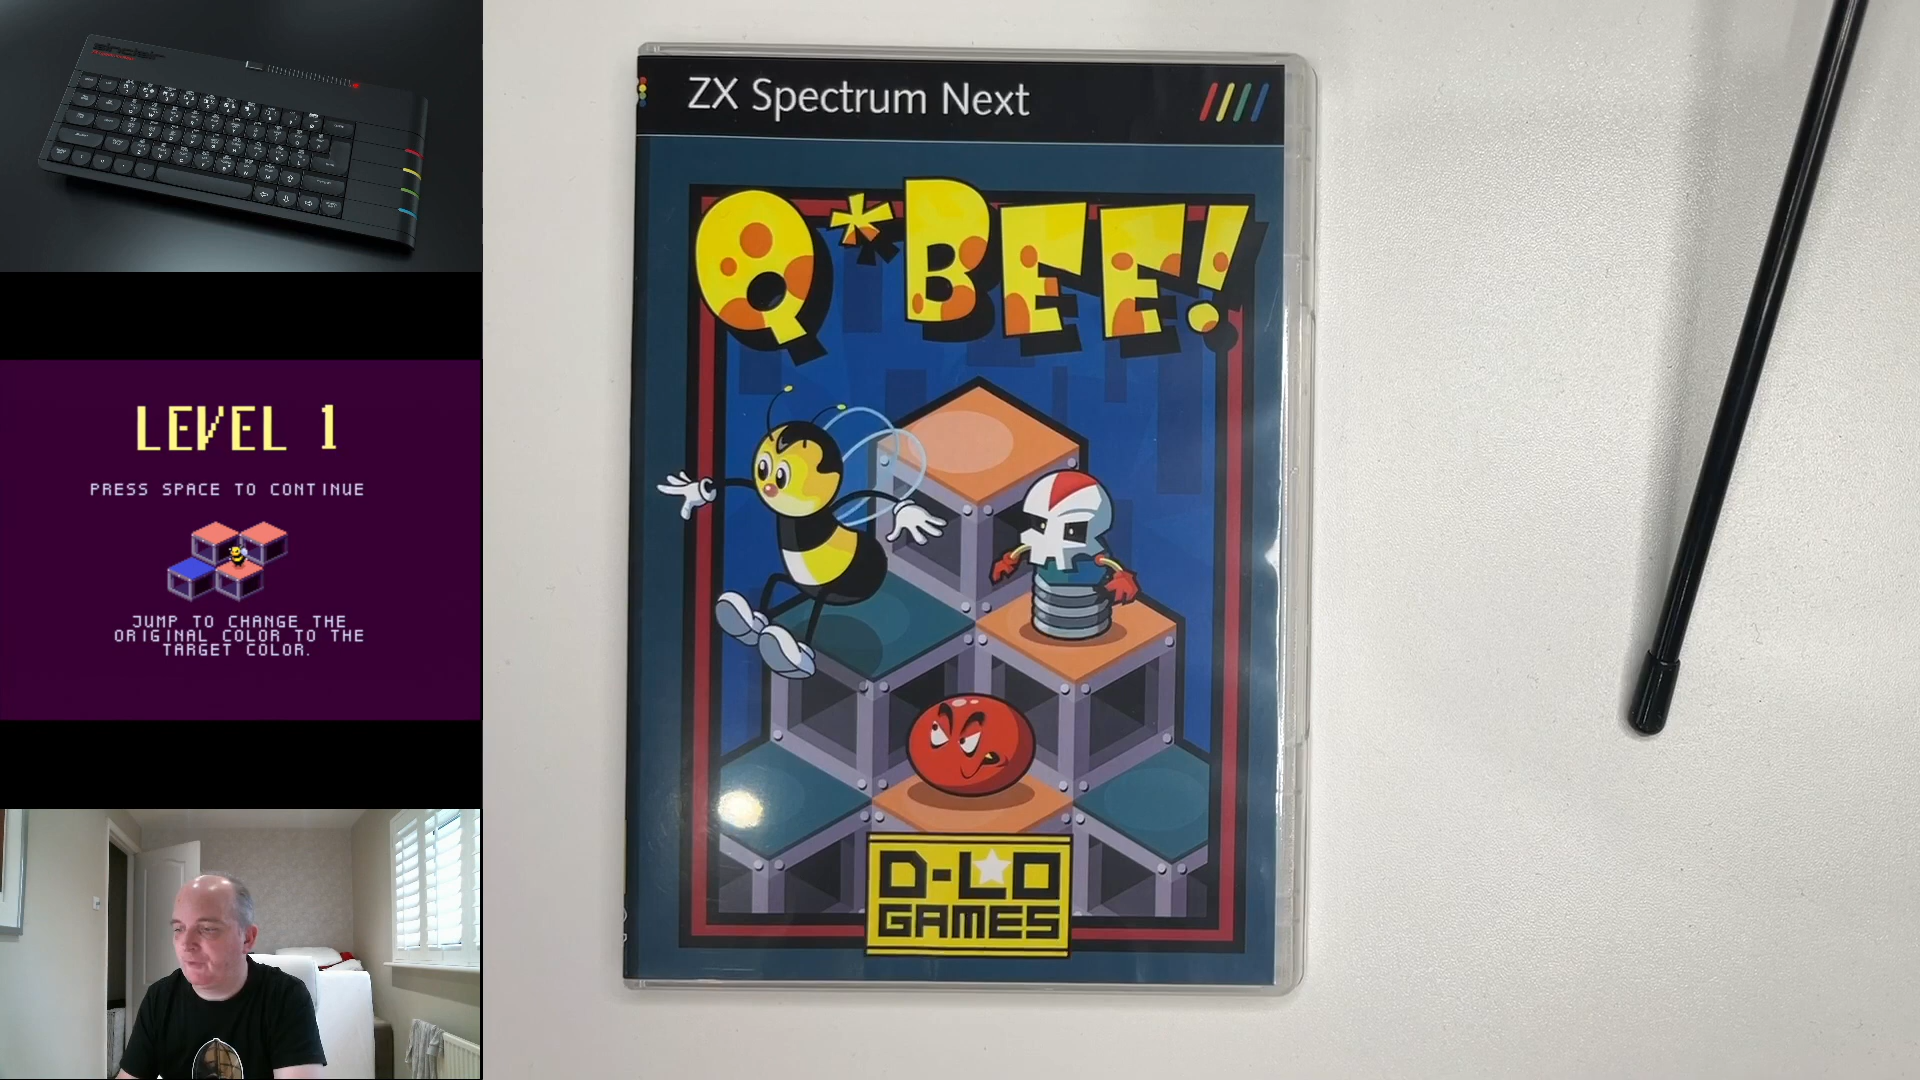 sinclair
LEVEL 1
PRESS SPACE TO CONTINUE
JUMP TO CHANGE THE
ORIGINAL COLOR TO THE
TARGET COLOR.
ZX Spectrum Next
Q*BEE!
D-LO
GAMES